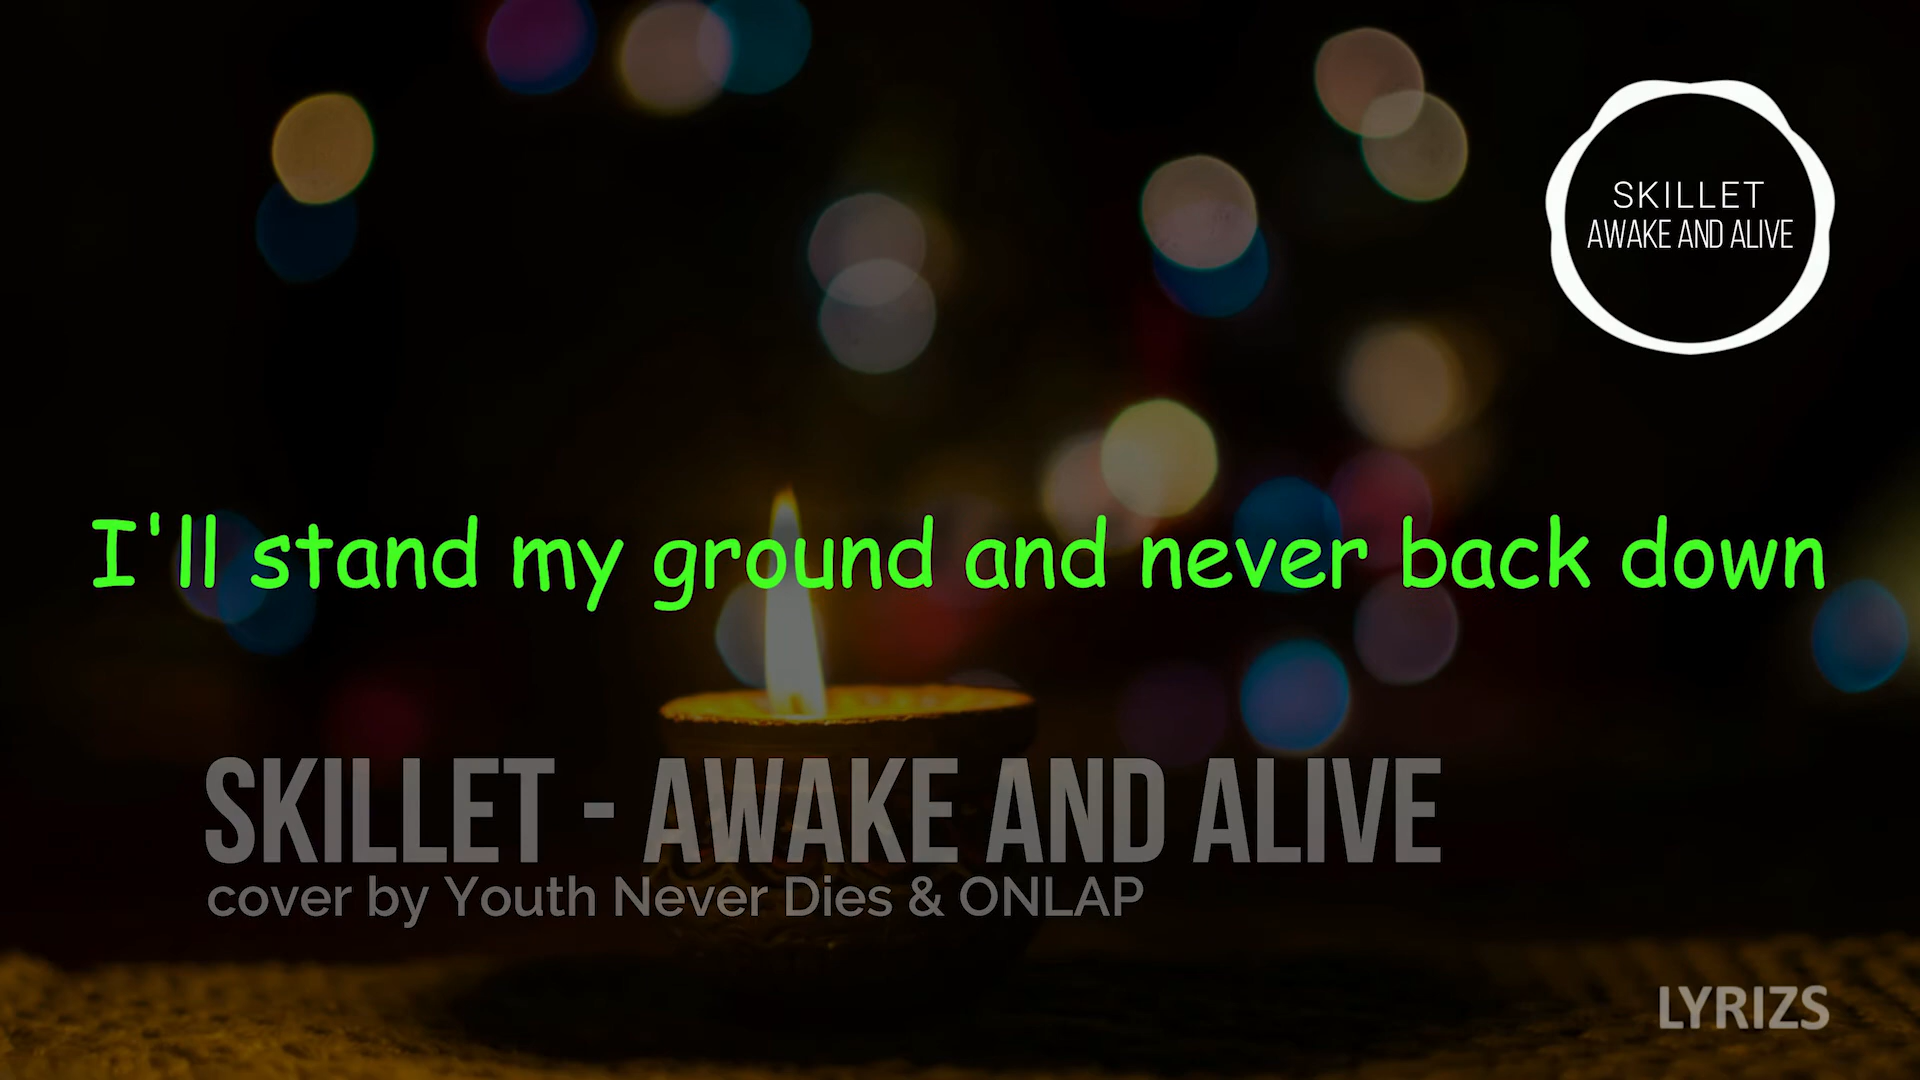 SKILLET
AWAKE AND ALIVE
I'll stand my ground and never back down
SKILLET - AWAKE AND ALIVE
cover by Youth Never Dies & ONLAP
LYRIZS